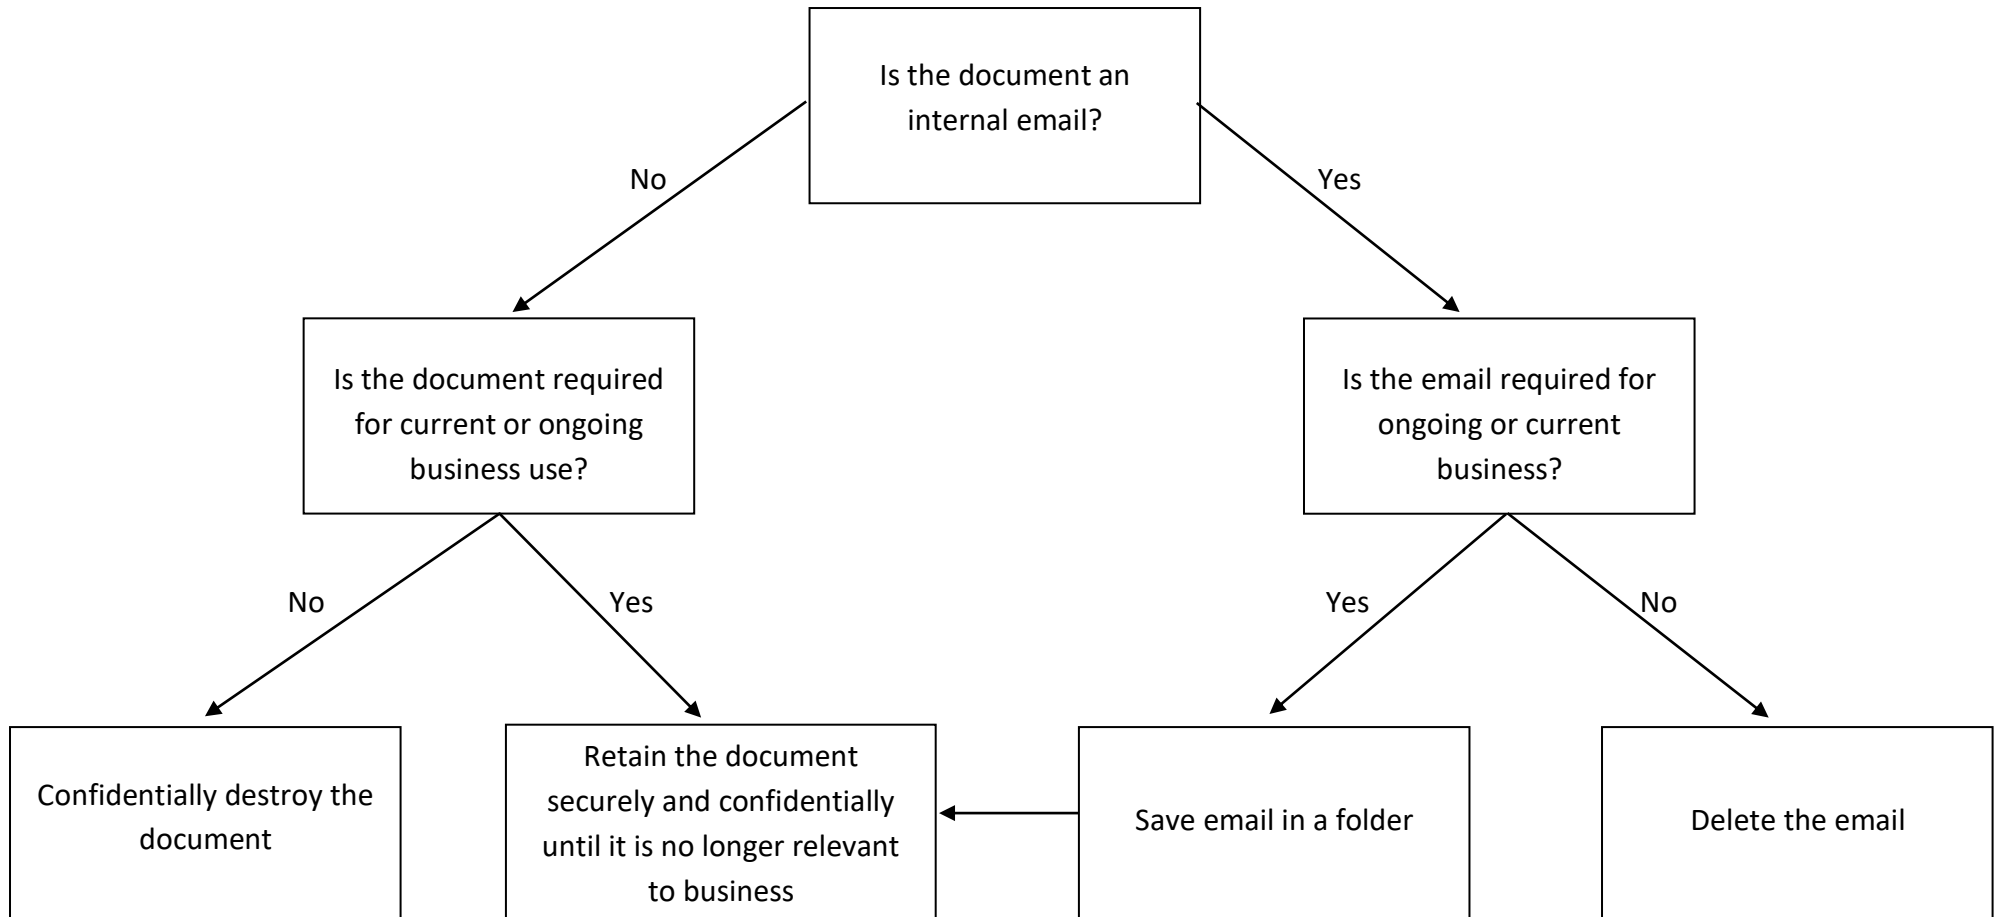 Is the document an
internal email?
No
Yes
Is the document required
for current or ongoing
business use?
Is the email required for
ongoing or current
business?
No
Yes
Yes
No
Confidentially destroy the
document
Retain the document
securely and confidentially
until it is no longer relevant
to business
Save email in a folder
Delete the email